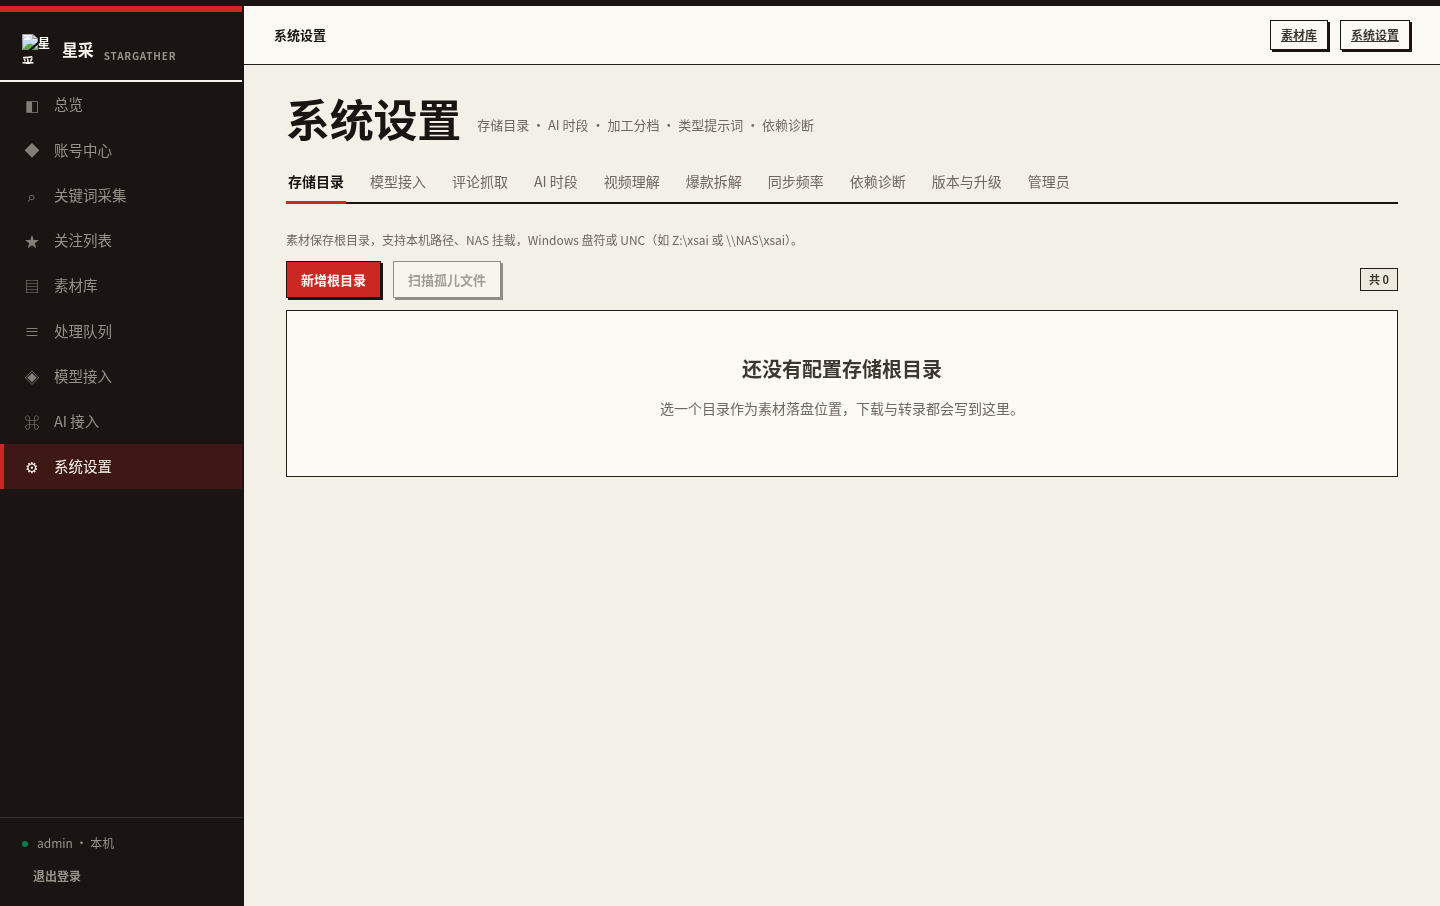 星采
星采 STARGATHER
总览
账号中心
关键词采集
关注列表
素材库
处理队列
模型接入
AI 接入
系统设置
admin · 本机
退出登录
系统设置
素材库
系统设置
系统设置
存储目录 · AI 时段 · 加工分档 · 类型提示词 · 依赖诊断
存储目录 模型接入 评论抓取 AI 时段 视频理解 爆款拆解 同步频率 依赖诊断 版本与升级 管理员
素材保存根目录，支持本机路径、NAS 挂载，Windows 盘符或 UNC（如 Z:\xsai 或 \\NAS\xsai）。
新增根目录 扫描孤儿文件 共 0
还没有配置存储根目录
选一个目录作为素材落盘位置，下载与转录都会写到这里。